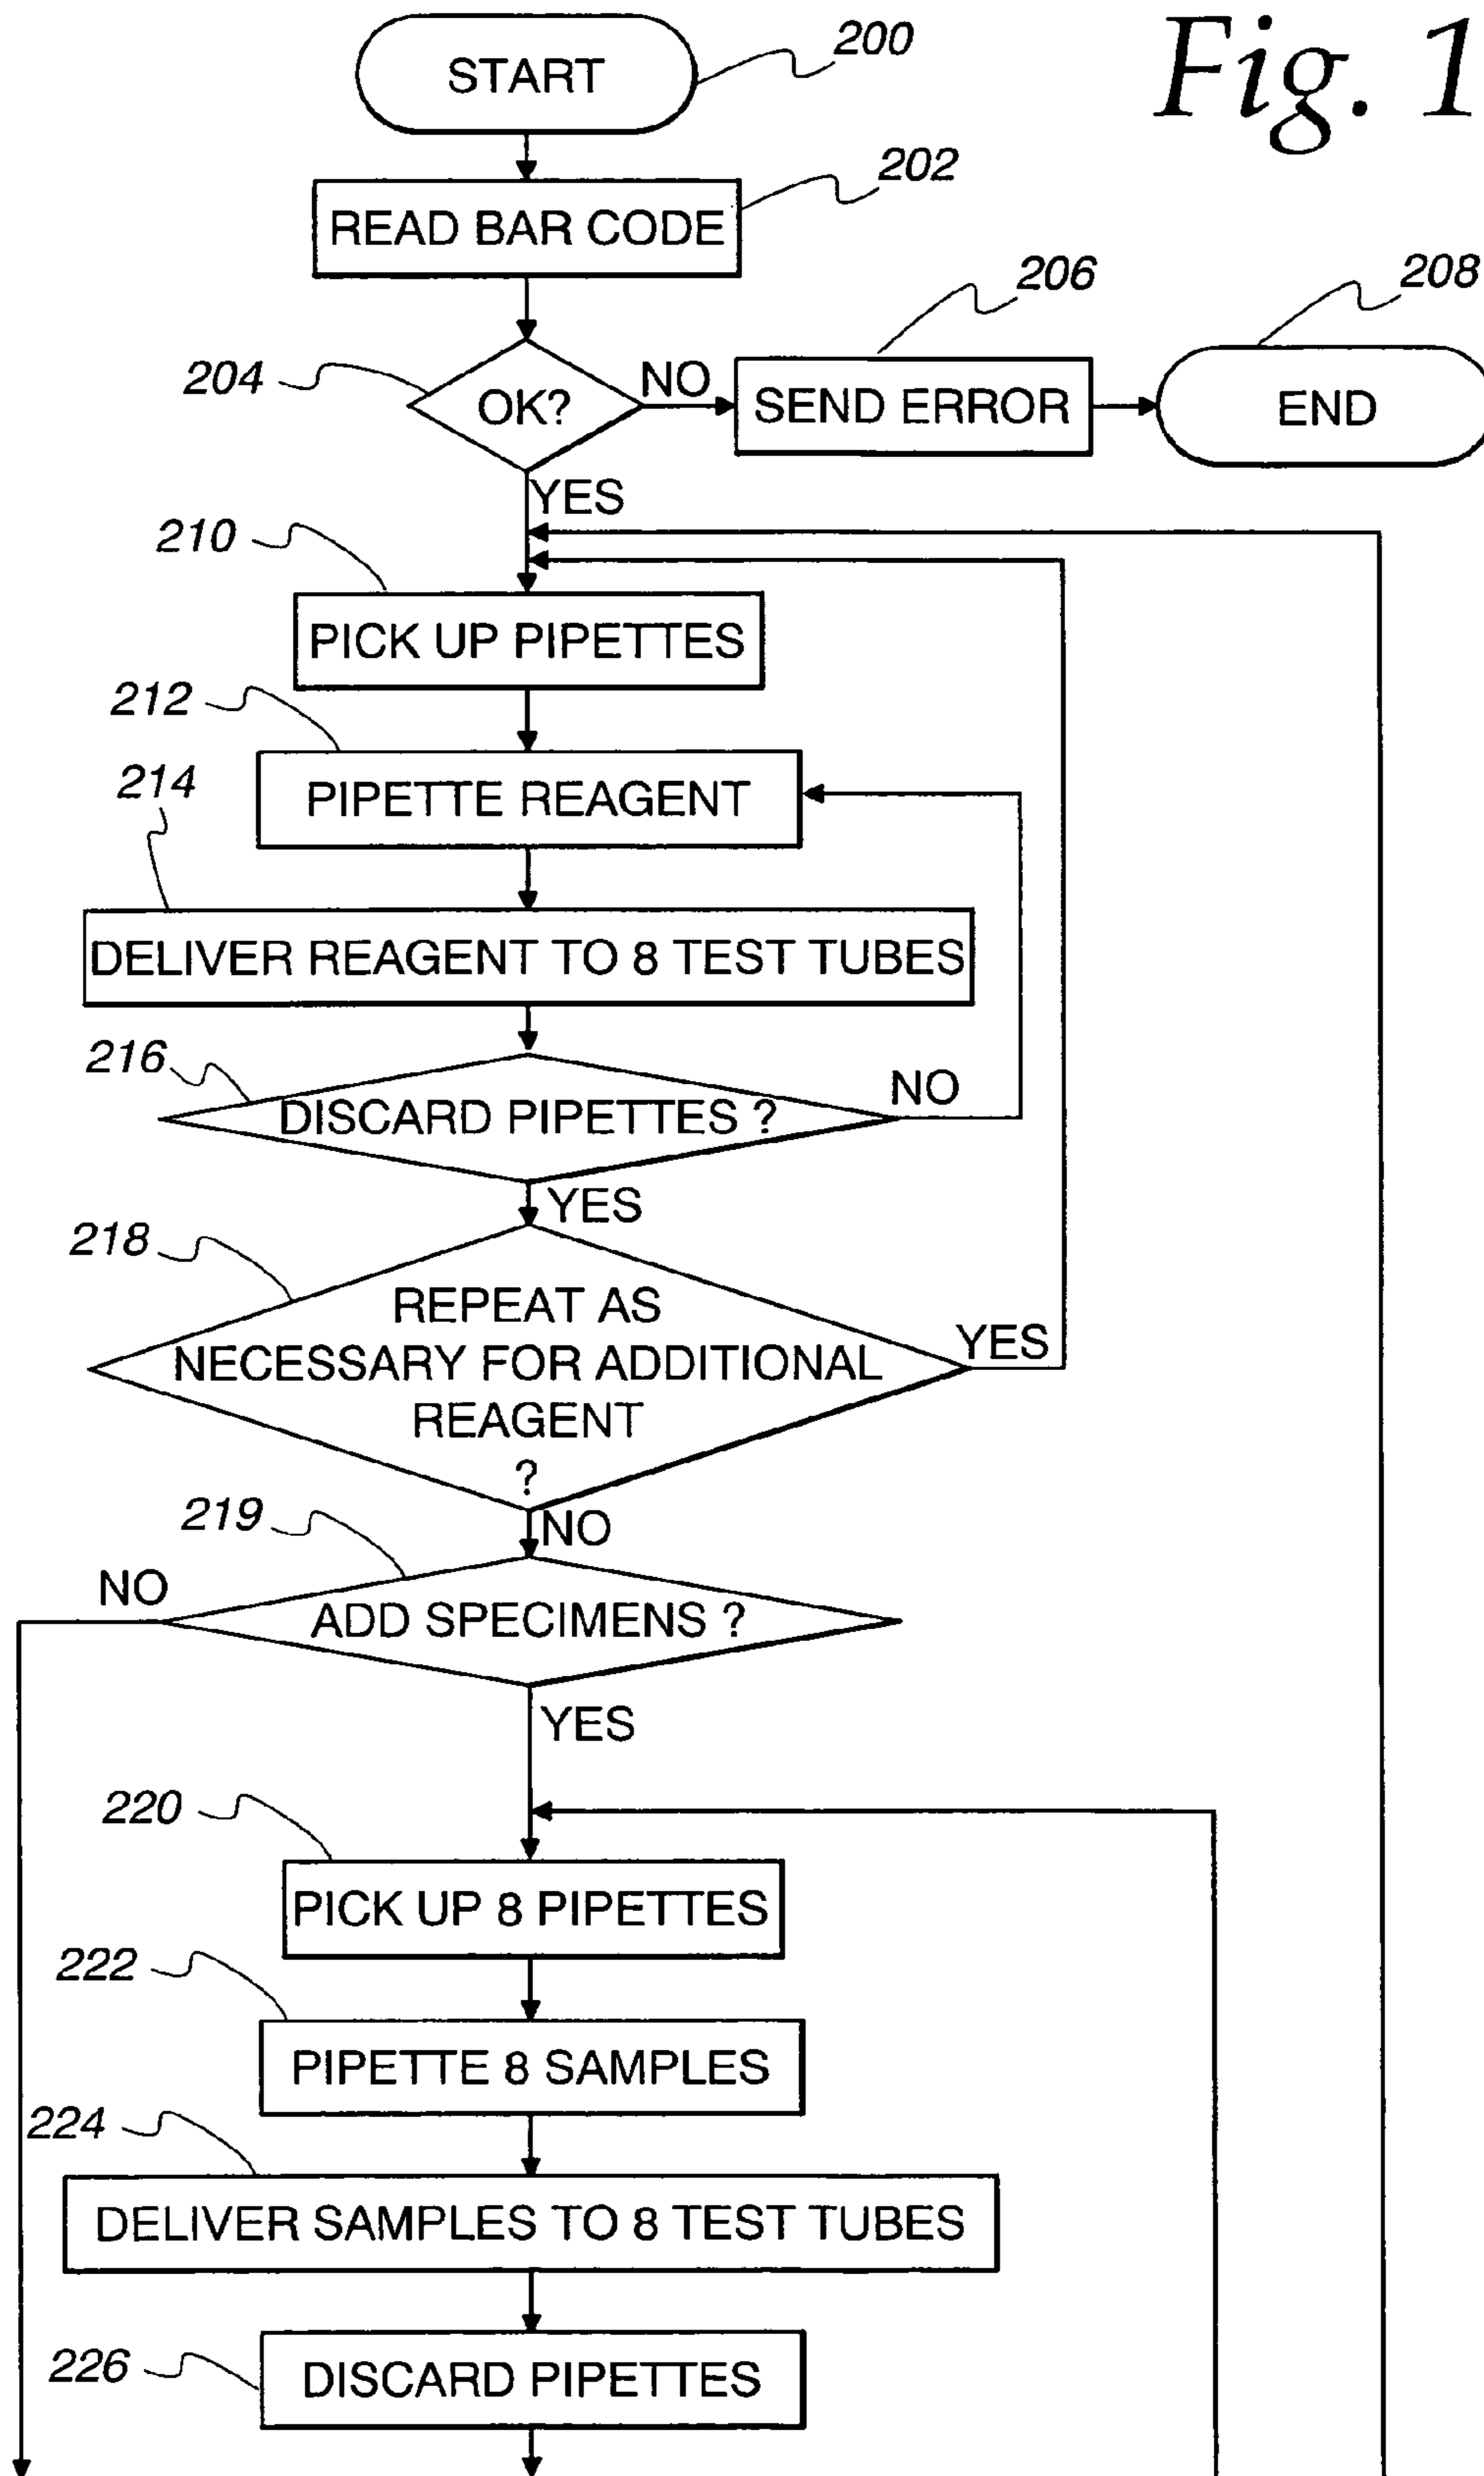 Fig. 1
START
200
READ BAR CODE
202
204
OK?
NO
SEND ERROR
206
END
208
YES
210
PICK UP PIPETTES
212
PIPETTE REAGENT
214
DELIVER REAGENT TO 8 TEST TUBES
216
DISCARD PIPETTES ?
NO
YES
218
REPEAT AS
NECESSARY FOR ADDITIONAL
REAGENT
?
YES
NO
219
NO
ADD SPECIMENS ?
YES
220
PICK UP 8 PIPETTES
222
PIPETTE 8 SAMPLES
224
DELIVER SAMPLES TO 8 TEST TUBES
226
DISCARD PIPETTES